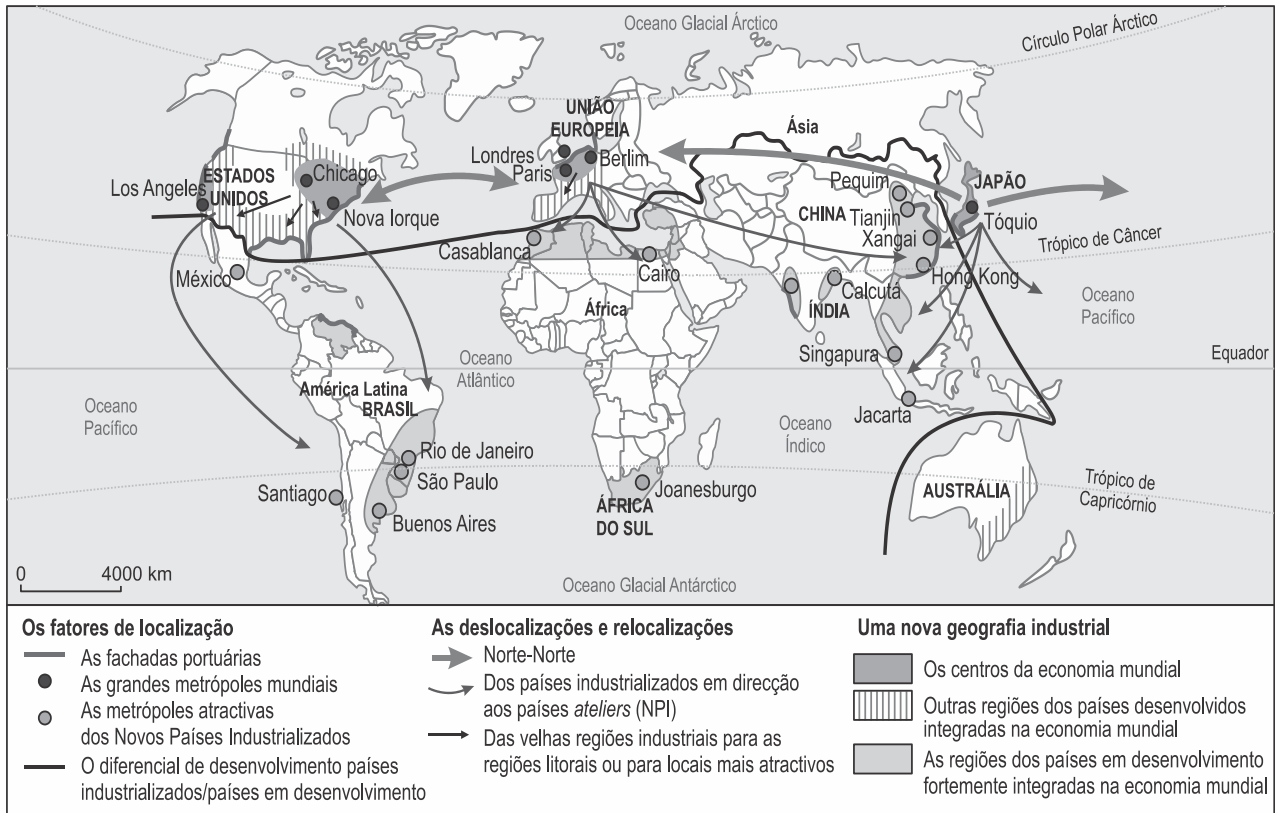 Oceano Glacial Árctico
Círculo Polar Árctico
UNIÃO
EUROPEIA
Ásia
Londres
Berlim
Paris
ESTADOS
UNIDOS
Chicago
Los Angeles
Nova Iorque
Pequim
JAPÃO
CHINA
Tianjin
Tóquio
Xangai
Trópico de Câncer
Casablanca
Cairo
México
Hong Kong
Calcutá
Oceano
Pacífico
África
ÍNDIA
Singapura
Equador
Oceano
Atlântico
América Latina
BRASIL
Jacarta
Oceano
Pacífico
Oceano
Índico
Rio de Janeiro
São Paulo
Santiago
Joanesburgo
AUSTRÁLIA
Trópico de
Capricórnio
ÁFRICA
DO SUL
Buenos Aires
0 4000 km
Oceano Glacial Antárctico
Os fatores de localização
As fachadas portuárias
As grandes metrópoles mundiais
As metrópoles atractivas
dos Novos Países Industrializados
O diferencial de desenvolvimento países
industrializados/países em desenvolvimento
As deslocalizações e relocalizações
Norte-Norte
Dos países industrializados em direcção
aos países ateliers (NPI)
Das velhas regiões industriais para as
regiões litorais ou para locais mais atractivos
Uma nova geografia industrial
Os centros da economia mundial
Outras regiões dos países desenvolvidos
integradas na economia mundial
As regiões dos países em desenvolvimento
fortemente integradas na economia mundial